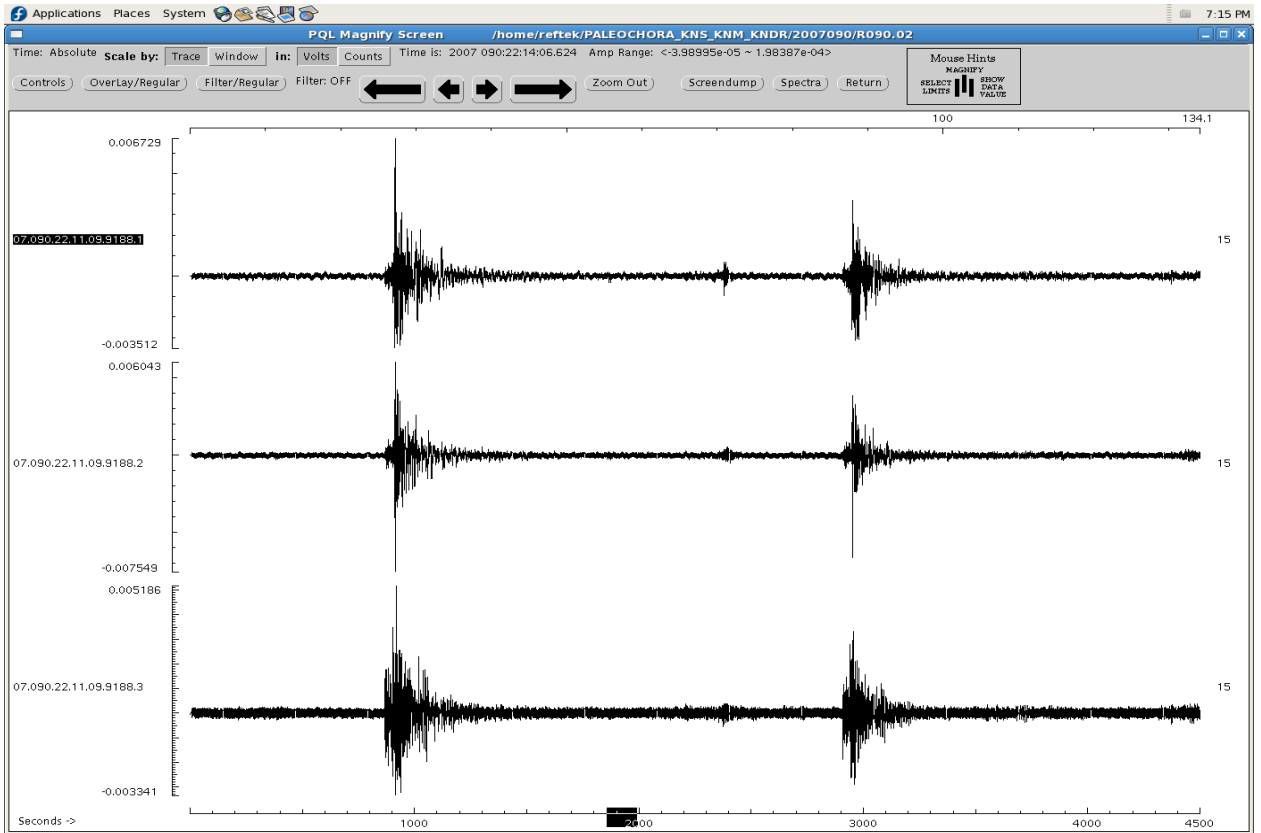 Applications Places System 7:15 PM
PQL Magnify Screen /home/reftek/PALEOCHORA_KNS_KNM_KNDR/2007090/R090.02
Time: Absolute Scale by: Trace Window in: Volts Counts Time is: 2007 090:22:14:06.624 Amp Range: <-3.98995e-05 ~ 1.98387e-04>
Mouse Hints
MAGNIFY
SELECT LIMITS
SHOW DATA VALUE
Controls Overlay/Regular Filter/Regular Filter: OFF Zoom Out Screendump Spectra Return
100 134.1
0.006729
07.090.22.11.09.9188.1 15
-0.003512
0.006043
07.090.22.11.09.9188.2 15
-0.007549
0.005186
07.090.22.11.09.9188.3 15
-0.003341
Seconds -> 1000 2000 3000 4000 4500